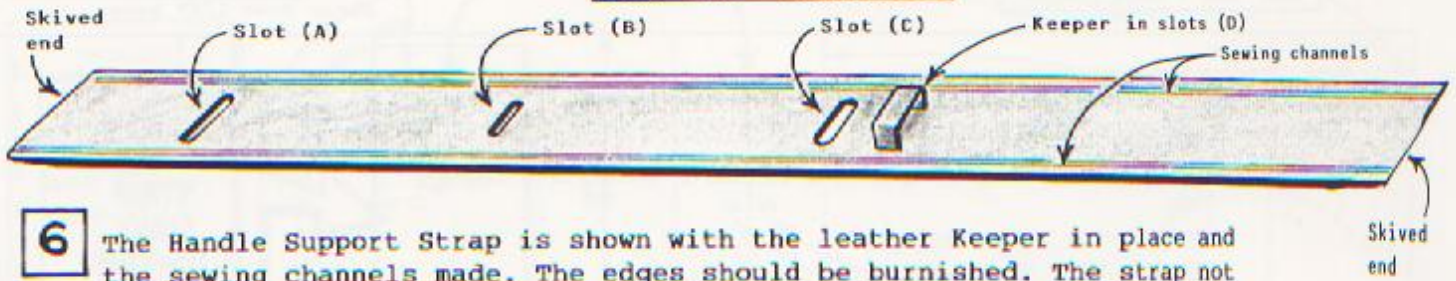 Skived
end
Slot (A)
Slot (B)
Slot (C)
Keeper in slots (D)
Sewing channels
6
The Handle Support Strap is shown with the leather Keeper in place and
the sewing channels made. The edges should be burnished. The strap not
Skived
end